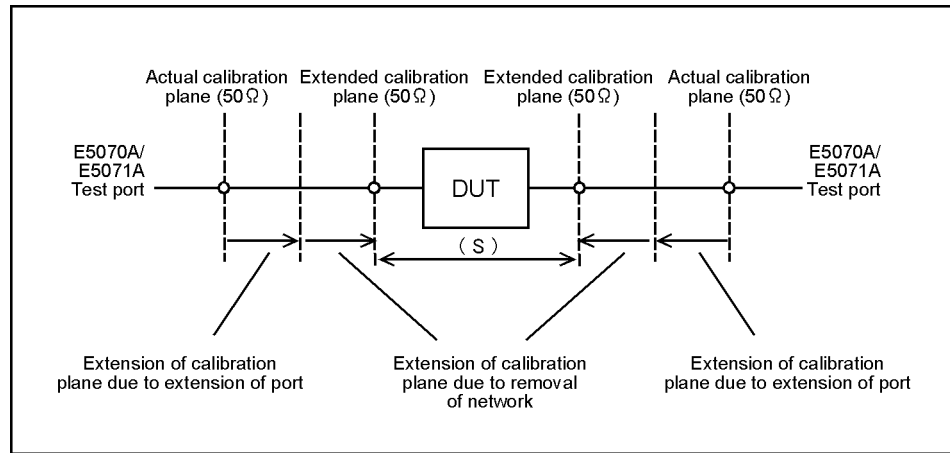 Actual calibration
plane (50Ω)
Extended calibration
plane (50Ω)
Extended calibration
plane (50Ω)
Actual calibration
plane (50Ω)
E5070A/
E5071A
Test port
DUT
E5070A/
E5071A
Test port
( S )
Extension of calibration
plane due to extension of port
Extension of calibration
plane due to removal
of network
Extension of calibration
plane due to extension of port